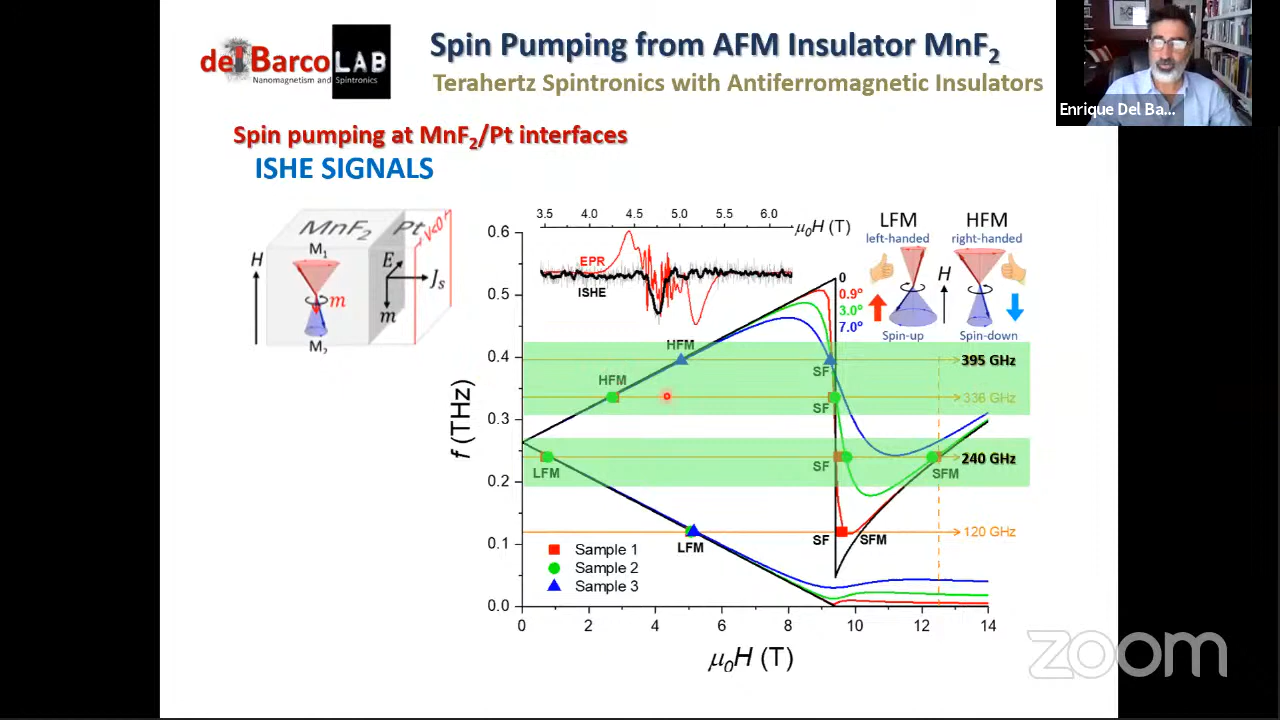 del Barco LAB
Nanomagnetism and Spintronics
Spin Pumping from AFM Insulator MnF₂
Terahertz Spintronics with Antiferromagnetic Insulators
Enrique Del Ba...
Spin pumping at MnF₂/Pt interfaces
ISHE SIGNALS
MnF₂ Pt
V<0
M₁
H
E
Jₛ
m
m
M₂
3.5 4.0 4.5 5.0 5.5 6.0
μ₀H (T)
EPR
ISHE
LFM HFM
left-handed right-handed
H
Spin-up Spin-down
0
0.9°
3.0°
7.0°
0.6
0.5
0.4
0.3
0.2
0.1
0.0
f (THz)
HFM
SF
395 GHz
HFM
SF
336 GHz
LFM
SF
SFM
240 GHz
LFM
SF
SFM
120 GHz
Sample 1
Sample 2
Sample 3
0 2 4 6 8 10 12 14
μ₀H (T)
zoom